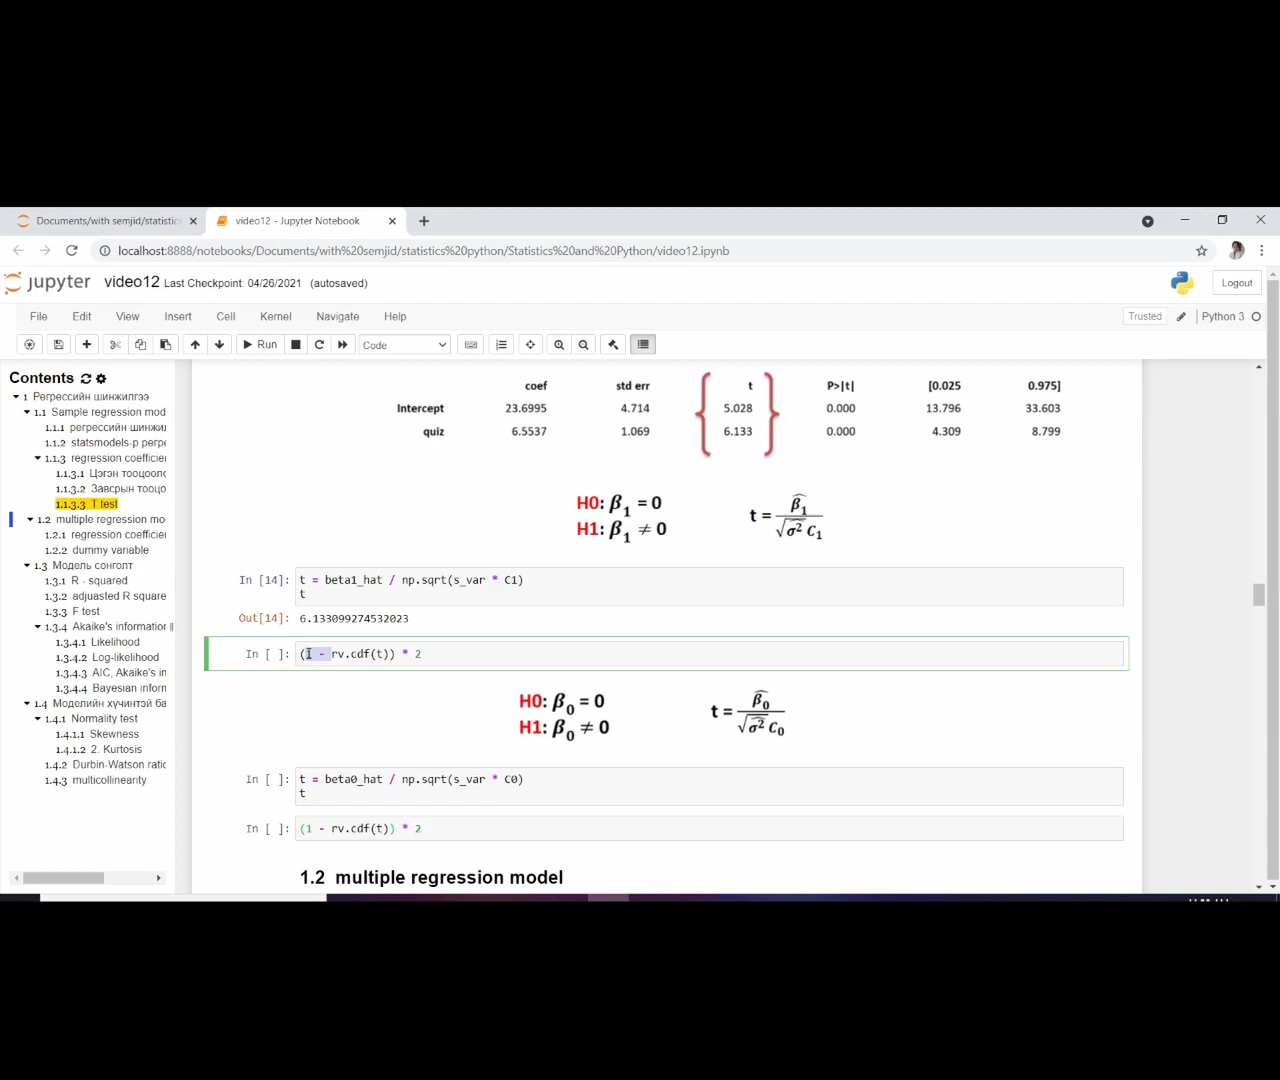 Documents/with semjid/statistic
video12 - Jupyter Notebook
localhost:8888/notebooks/Documents/with%20semjid/statistics%20python/Statistics%20and%20Python/video12.ipynb
jupyter video12 Last Checkpoint: 04/26/2021 (autosaved)
Logout
File Edit View Insert Cell Kernel Navigate Help
Trusted
Python 3
Run
Code
Contents
1 Регрессийн шинжилгээ
1.1 Sample regression mod
1.1.1 регрессийн шинжил
1.1.2 statsmodels-р регре
1.1.3 regression coefficien
1.1.3.1 Цэгэн тооцооло
1.1.3.2 Завсрын тооцо
1.1.3.3 T test
1.2 multiple regression mo
1.2.1 regression coefficien
1.2.2 dummy variable
1.3 Модель сонголт
1.3.1 R - squared
1.3.2 adjuasted R square
1.3.3 F test
1.3.4 Akaike's information
1.3.4.1 Likelihood
1.3.4.2 Log-likelihood
1.3.4.3 AIC, Akaike's in
1.3.4.4 Bayesian inforn
1.4 Моделийн хүчинтэй ба
1.4.1 Normality test
1.4.1.1 Skewness
1.4.1.2 2. Kurtosis
1.4.2 Durbin-Watson ratio
1.4.3 multicollinearity
coef std err t P>|t| [0.025 0.975]
Intercept 23.6995 4.714 5.028 0.000 13.796 33.603
quiz 6.5537 1.069 6.133 0.000 4.309 8.799
H0: β₁ = 0
H1: β₁ ≠ 0
t = β̂₁ / √σ̂² C₁
In [14]: t = beta1_hat / np.sqrt(s_var * C1)
t
Out[14]: 6.133099274532023
In [ ]: (1 - rv.cdf(t)) * 2
H0: β₀ = 0
H1: β₀ ≠ 0
t = β̂₀ / √σ̂² C₀
In [ ]: t = beta0_hat / np.sqrt(s_var * C0)
t
In [ ]: (1 - rv.cdf(t)) * 2
1.2 multiple regression model